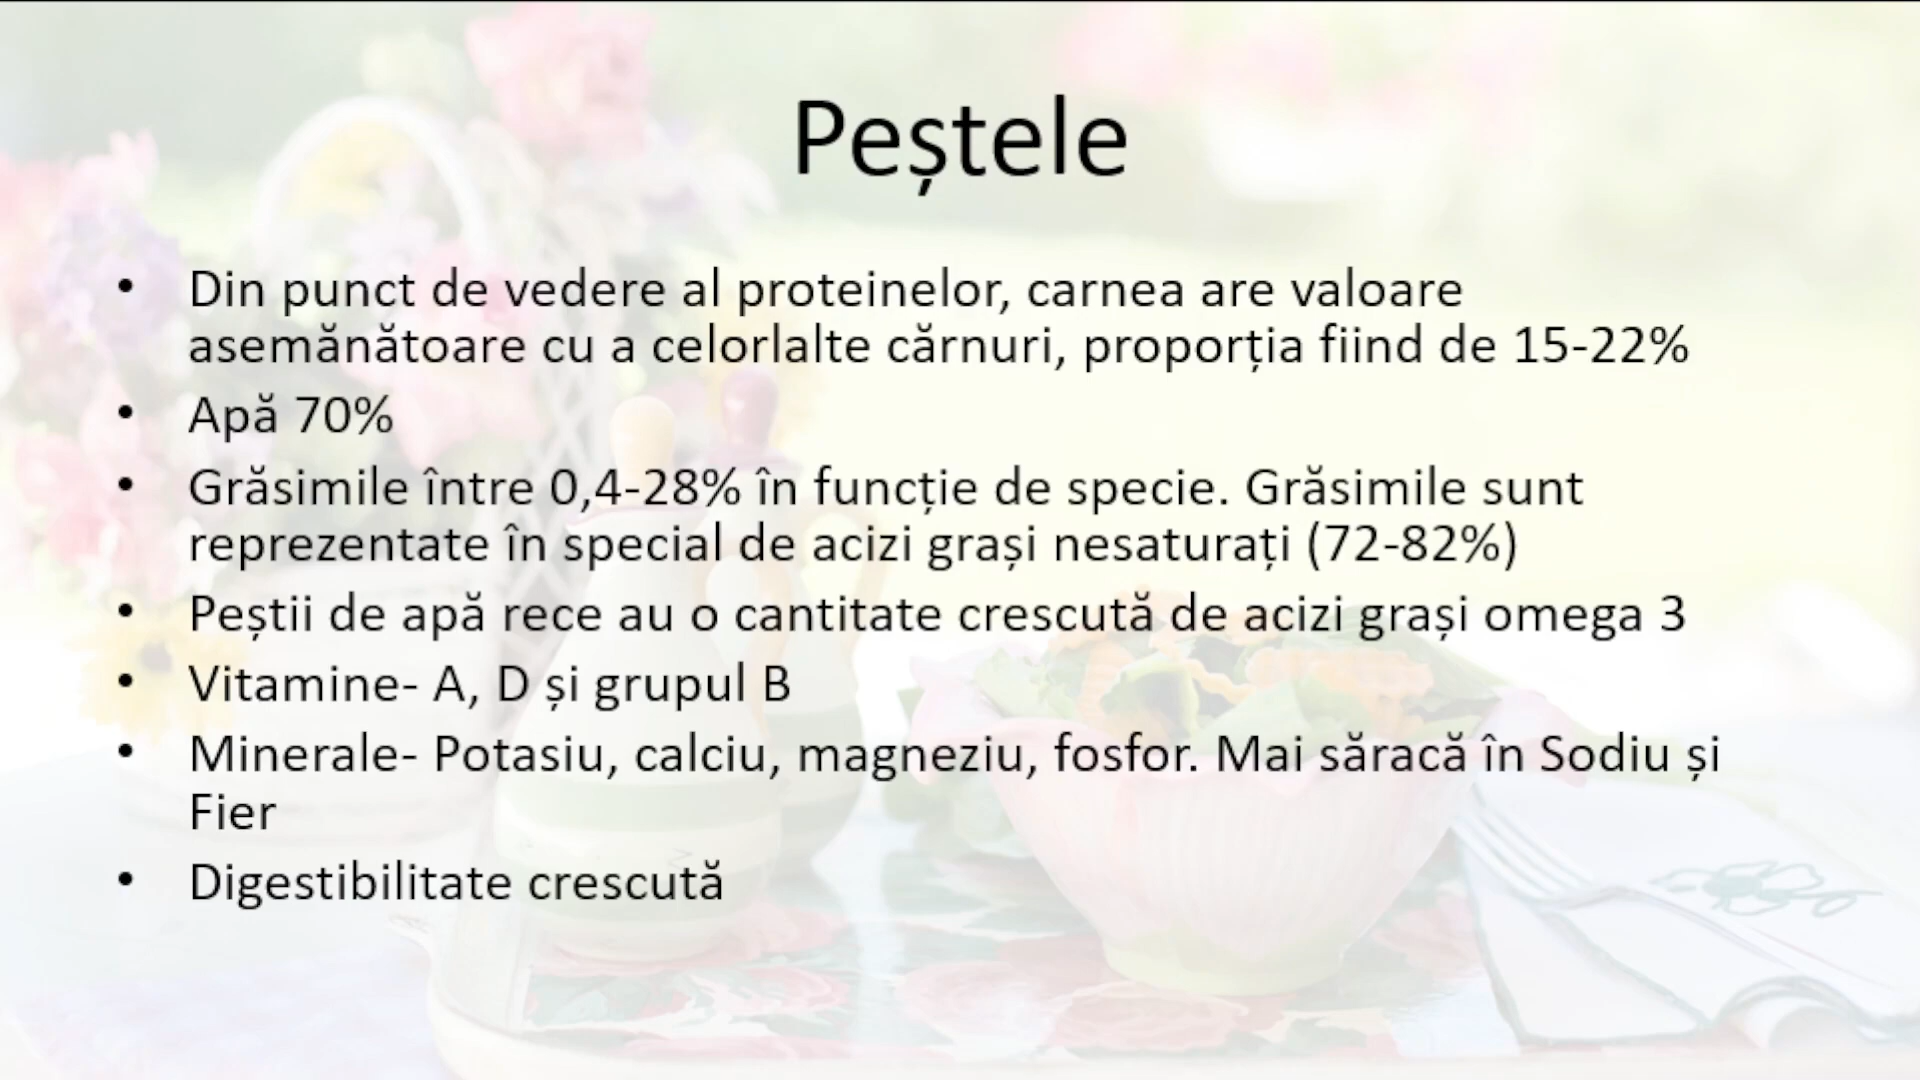 Peștele
• Din punct de vedere al proteinelor, carnea are valoare
asemănătoare cu a celorlalte cărnuri, proporția fiind de 15-22%
• Apă 70%
• Grăsimile între 0,4-28% în funcție de specie. Grăsimile sunt
reprezentate în special de acizi grași nesaturați (72-82%)
• Peștii de apă rece au o cantitate crescută de acizi grași omega 3
• Vitamine- A, D și grupul B
• Minerale- Potasiu, calciu, magneziu, fosfor. Mai săracă în Sodiu și
Fier
• Digestibilitate crescută